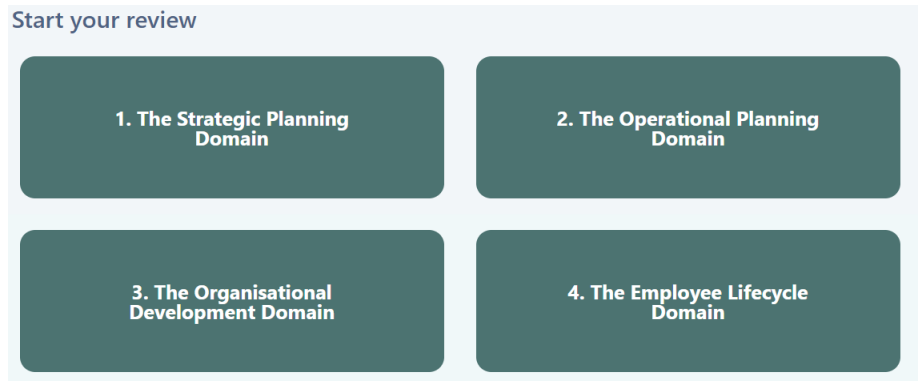 Start your review
1. The Strategic Planning
Domain
2. The Operational Planning
Domain
3. The Organisational
Development Domain
4. The Employee Lifecycle
Domain